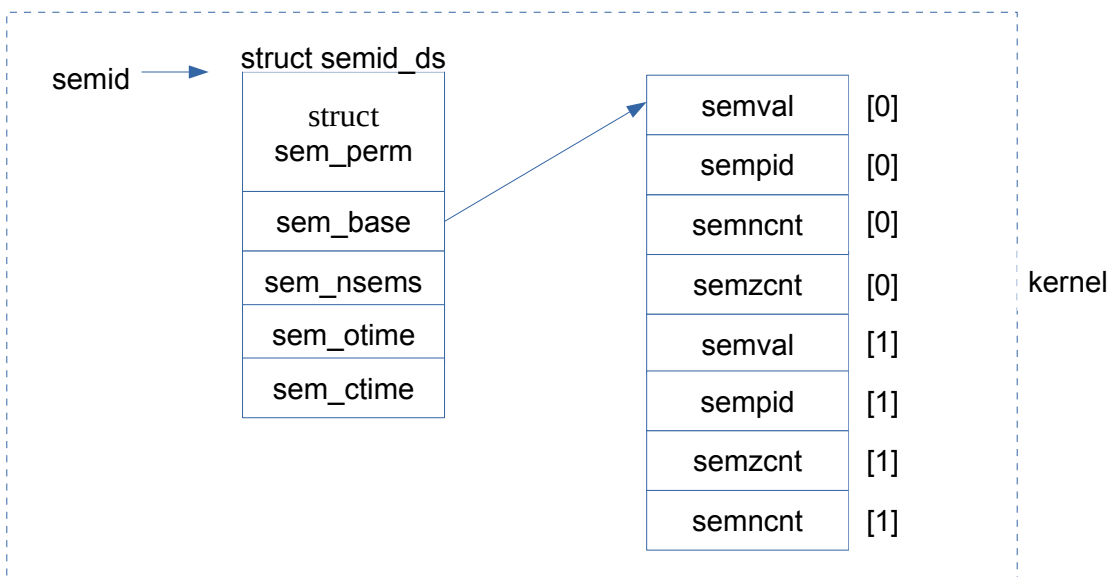 semid
struct semid_ds
struct
sem_perm
sem_base
sem_nsems
sem_otime
sem_ctime
semval [0]
sempid [0]
semncnt [0]
semzcnt [0]
semval [1]
sempid [1]
semzcnt [1]
semncnt [1]
kernel